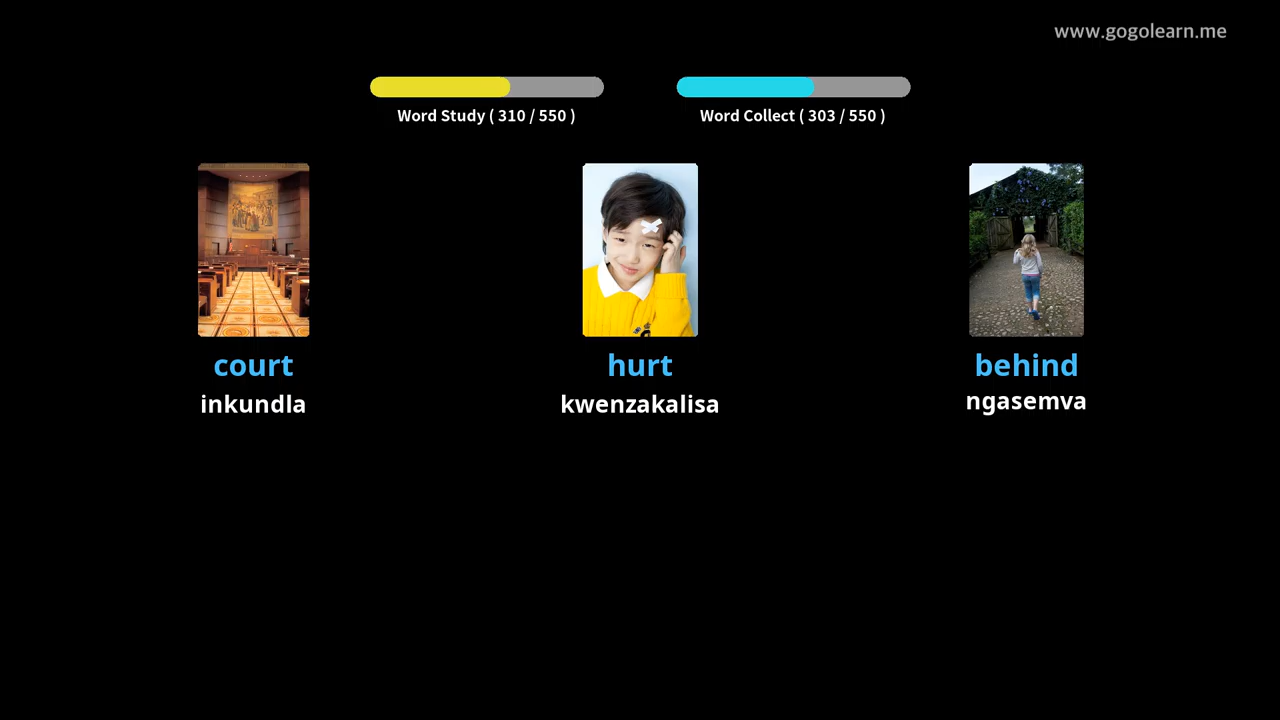 www.gogolearn.me
Word Study ( 310 / 550 )
Word Collect ( 303 / 550 )
court
hurt
behind
inkundla
kwenzakalisa
ngasemva